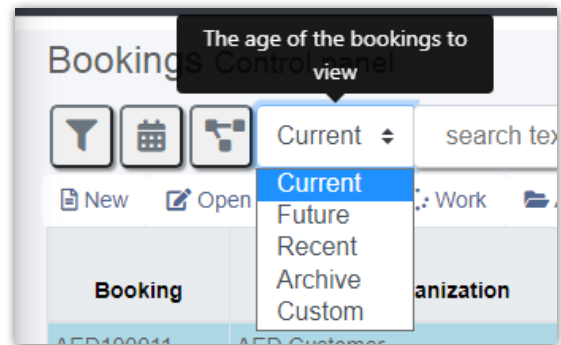 The age of the bookings to
view
Bookings Control panel
Current
search tex
New Open Work
Current
Future
Recent
Archive
Custom
Booking anization
AED100011 AED Customer